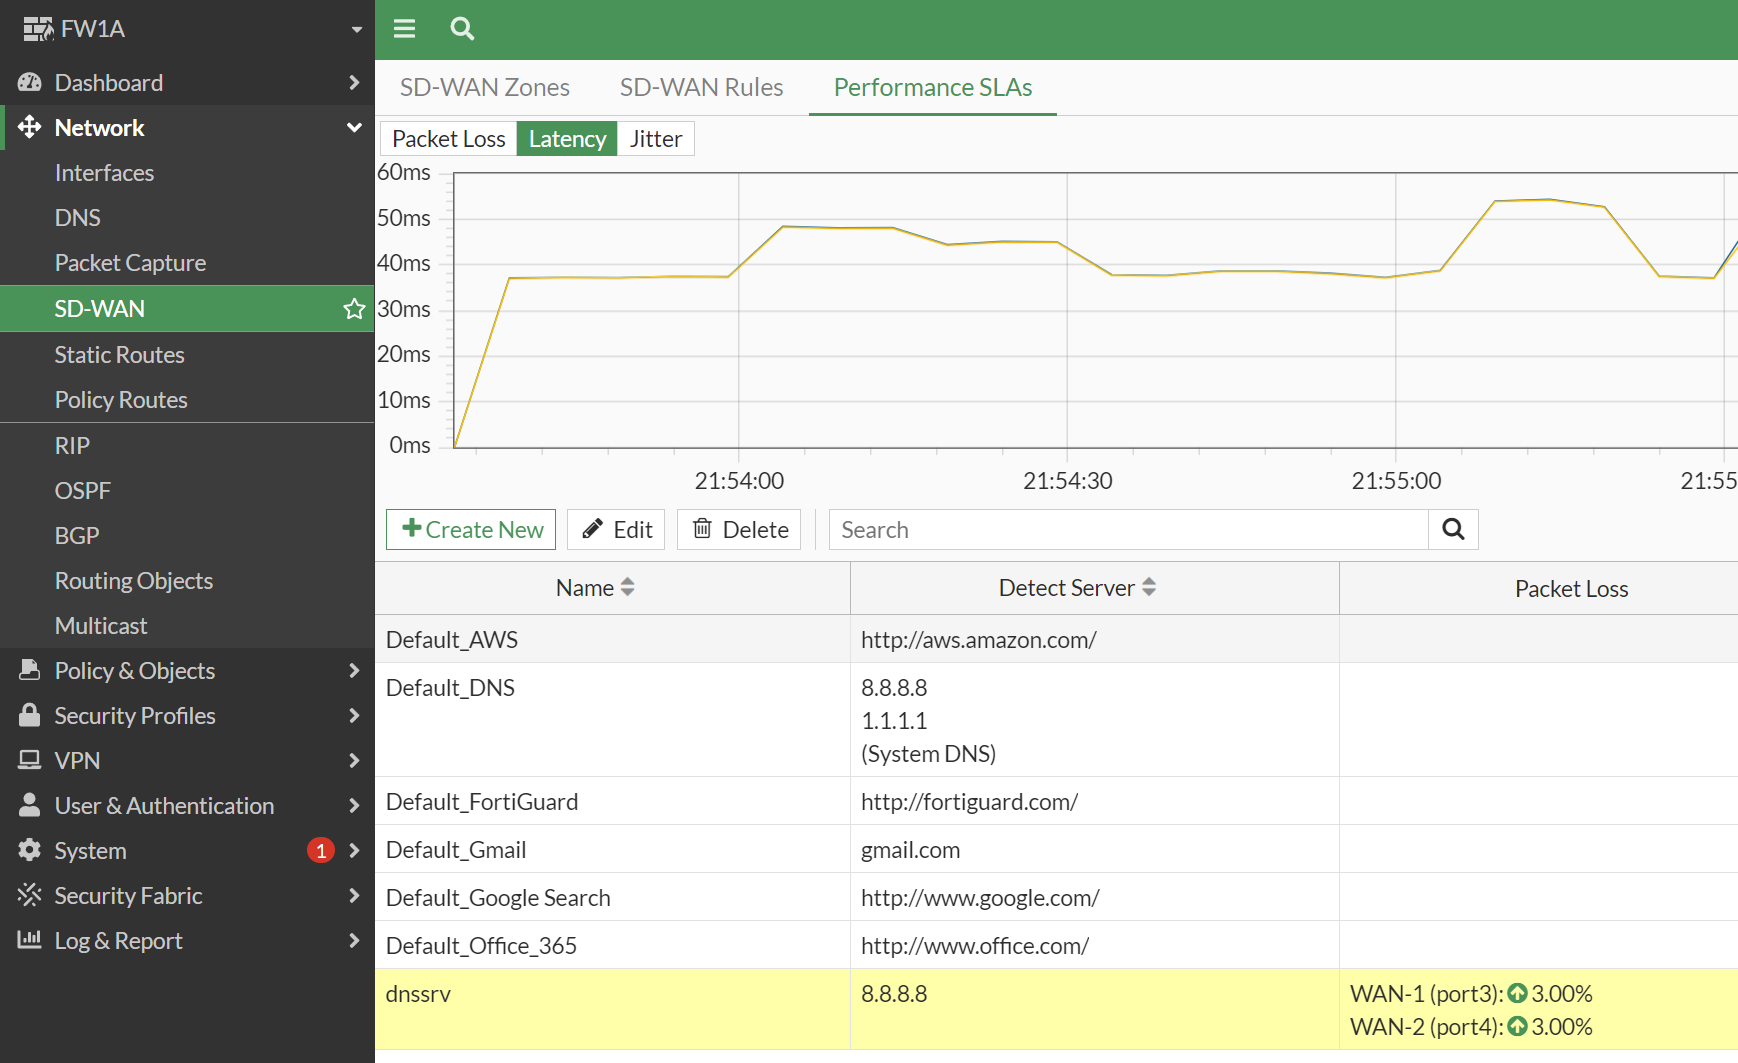 FW1A
Dashboard
Network
Interfaces
DNS
Packet Capture
SD-WAN
Static Routes
Policy Routes
RIP
OSPF
BGP
Routing Objects
Multicast
Policy & Objects
Security Profiles
VPN
User & Authentication
System 1
Security Fabric
Log & Report
SD-WAN Zones SD-WAN Rules Performance SLAs
Packet Loss Latency Jitter
60ms
50ms
40ms
30ms
20ms
10ms
0ms
21:54:00 21:54:30 21:55:00 21:55
Create New Edit Delete Search
Name Detect Server Packet Loss
Default_AWS http://aws.amazon.com/
Default_DNS 8.8.8.8
1.1.1.1
(System DNS)
Default_FortiGuard http://fortiguard.com/
Default_Gmail gmail.com
Default_Google Search http://www.google.com/
Default_Office_365 http://www.office.com/
dnssrv 8.8.8.8 WAN-1 (port3): 3.00%
WAN-2 (port4): 3.00%